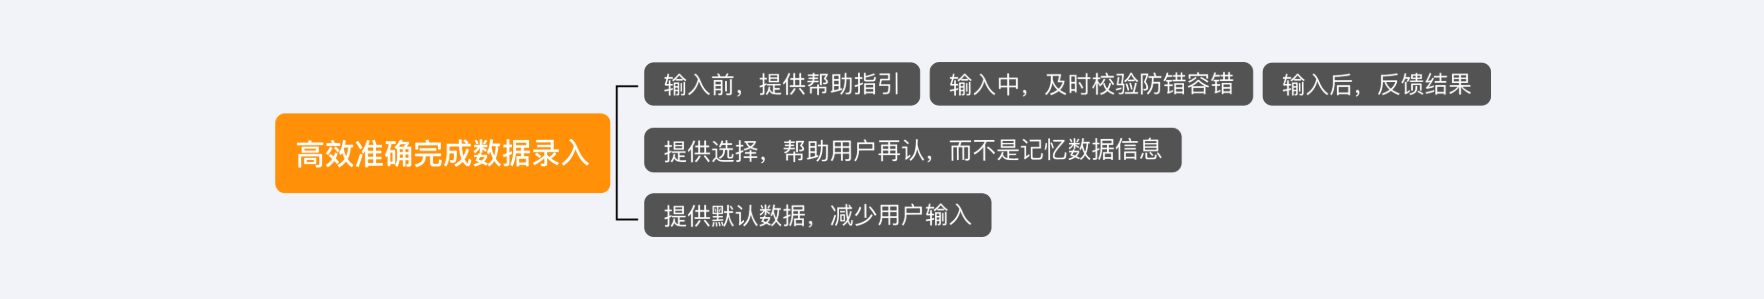 高效准确完成数据录入
输入前，提供帮助指引
输入中，及时校验防错容错
输入后，反馈结果
提供选择，帮助用户再认，而不是记忆数据信息
提供默认数据，减少用户输入